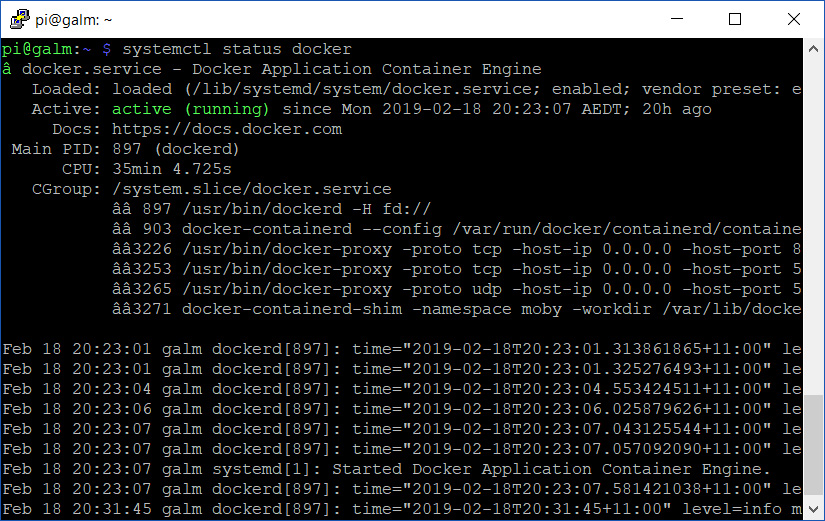 pi@galm: ~
pi@galm:~ $ systemctl status docker
â docker.service - Docker Application Container Engine
   Loaded: loaded (/lib/systemd/system/docker.service; enabled; vendor preset: e
   Active: active (running) since Mon 2019-02-18 20:23:07 AEDT; 20h ago
     Docs: https://docs.docker.com
 Main PID: 897 (dockerd)
      CPU: 35min 4.725s
   CGroup: /system.slice/docker.service
           ââ 897 /usr/bin/dockerd -H fd://
           ââ 903 docker-containerd --config /var/run/docker/containerd/containe
           ââ3226 /usr/bin/docker-proxy -proto tcp -host-ip 0.0.0.0 -host-port 8
           ââ3253 /usr/bin/docker-proxy -proto tcp -host-ip 0.0.0.0 -host-port 5
           ââ3265 /usr/bin/docker-proxy -proto udp -host-ip 0.0.0.0 -host-port 5
           ââ3271 docker-containerd-shim -namespace moby -workdir /var/lib/docke
Feb 18 20:23:01 galm dockerd[897]: time="2019-02-18T20:23:01.313861865+11:00" le
Feb 18 20:23:01 galm dockerd[897]: time="2019-02-18T20:23:01.325276493+11:00" le
Feb 18 20:23:04 galm dockerd[897]: time="2019-02-18T20:23:04.553424511+11:00" le
Feb 18 20:23:06 galm dockerd[897]: time="2019-02-18T20:23:06.025879626+11:00" le
Feb 18 20:23:07 galm dockerd[897]: time="2019-02-18T20:23:07.043125544+11:00" le
Feb 18 20:23:07 galm dockerd[897]: time="2019-02-18T20:23:07.057092090+11:00" le
Feb 18 20:23:07 galm systemd[1]: Started Docker Application Container Engine.
Feb 18 20:23:07 galm dockerd[897]: time="2019-02-18T20:23:07.581421038+11:00" le
Feb 18 20:31:45 galm dockerd[897]: time="2019-02-18T20:31:45+11:00" level=info m